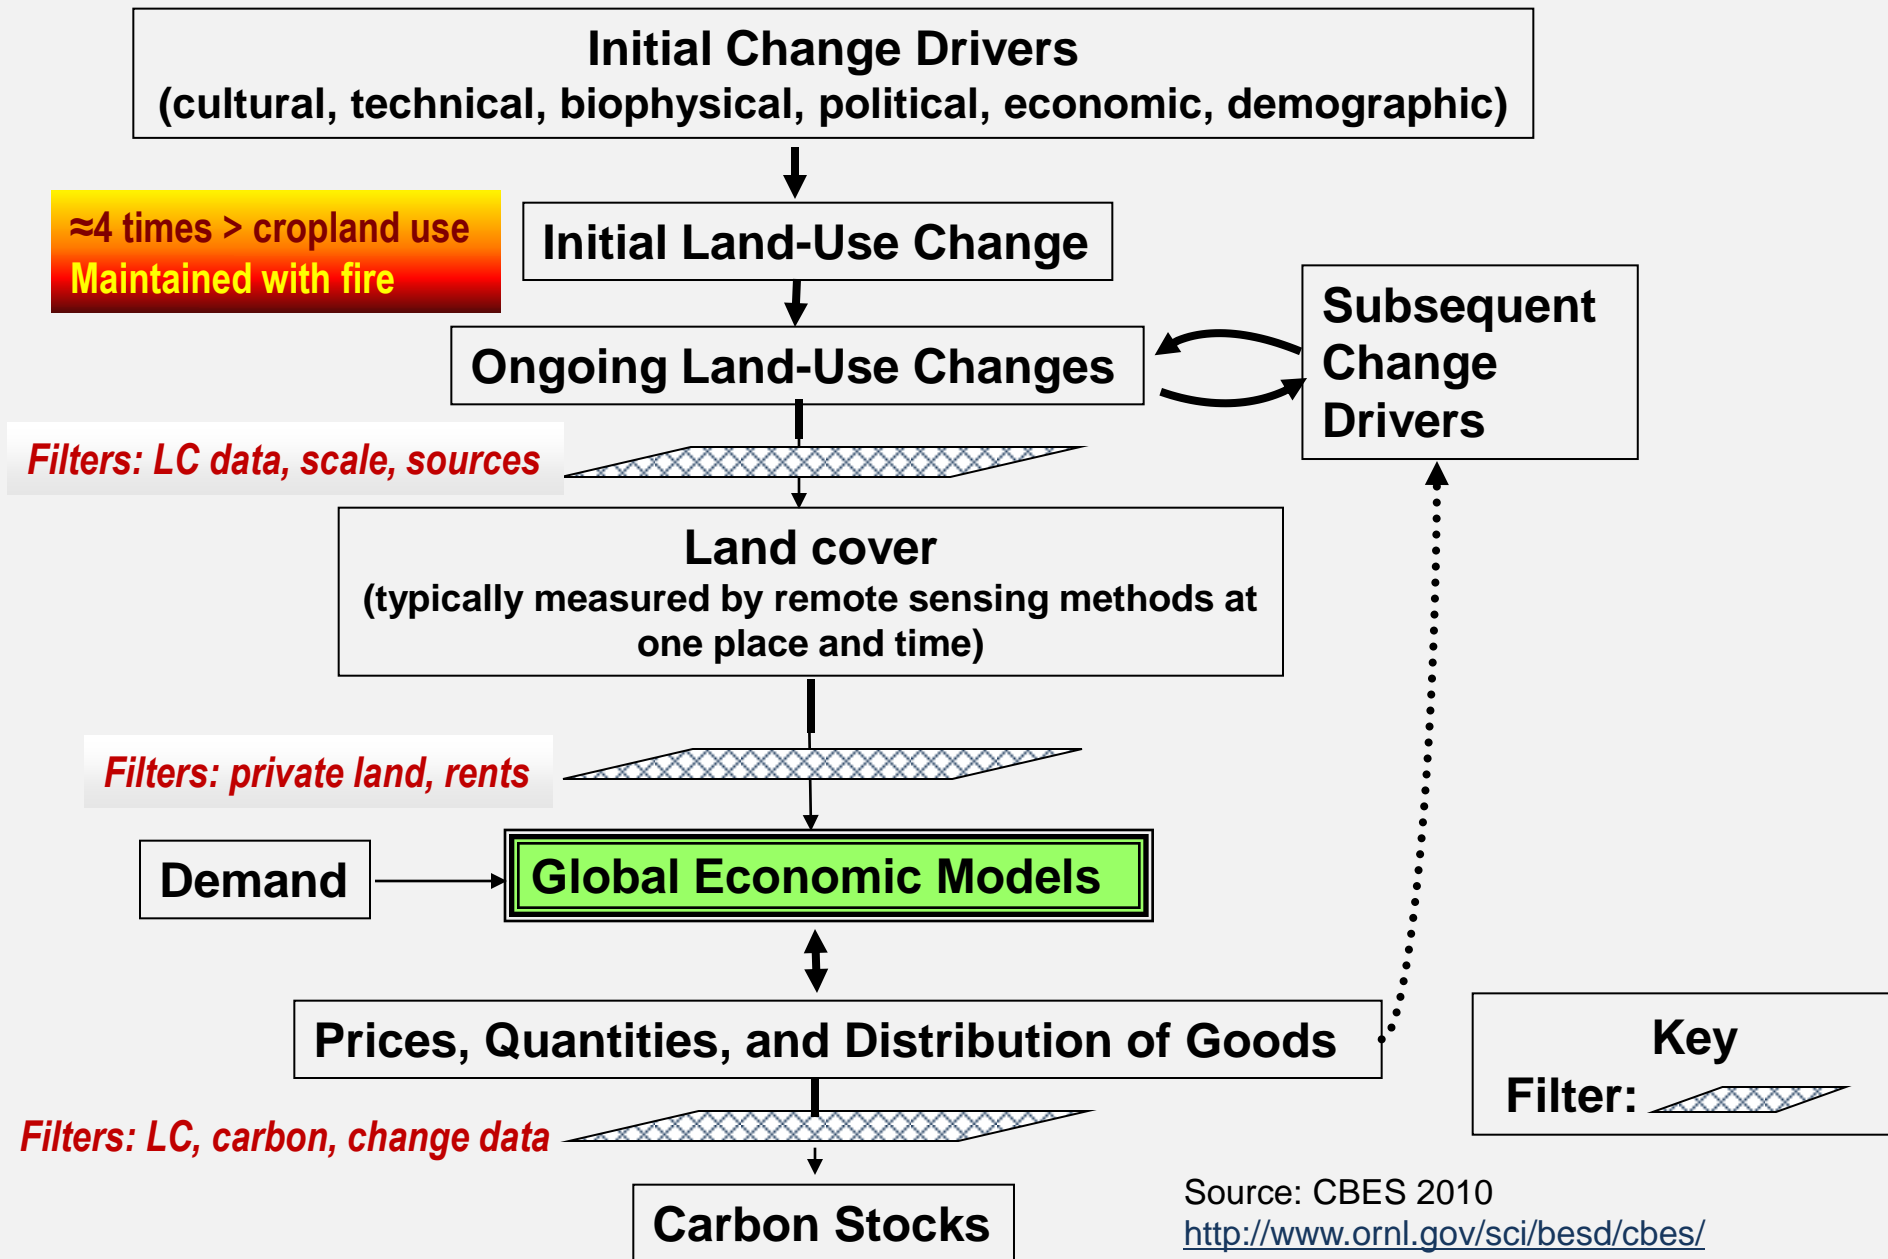 Initial Change Drivers
(cultural, technical, biophysical, political, economic, demographic)
≈4 times > cropland use
Maintained with fire
Initial Land-Use Change
Ongoing Land-Use Changes
Subsequent
Change
Drivers
Filters: LC data, scale, sources
Land cover
(typically measured by remote sensing methods at
one place and time)
Filters: private land, rents
Demand
Global Economic Models
Prices, Quantities, and Distribution of Goods
Key
Filter:
Filters: LC, carbon, change data
Carbon Stocks
Source: CBES 2010
http://www.ornl.gov/sci/besd/cbes/